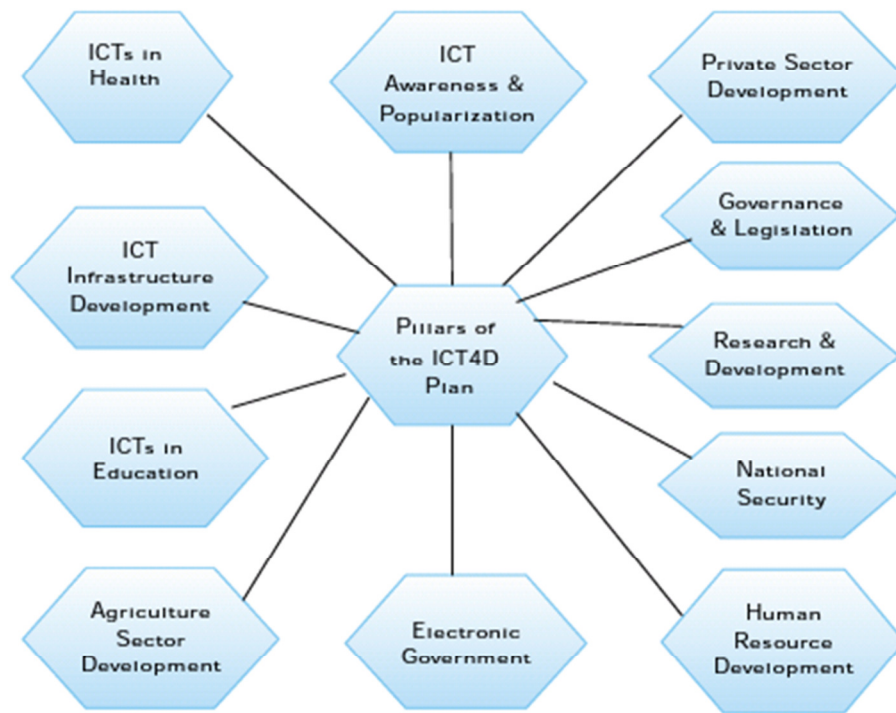 ICTs in
Health
ICT
Awareness &
Popularization
Private Sector
Development
Governance
& Legislation
ICT
Infrastructure
Development
Pillars of
the ICT4D
Plan
Research &
Development
ICTs in
Education
National
Security
Agriculture
Sector
Development
Electronic
Government
Human
Resource
Development